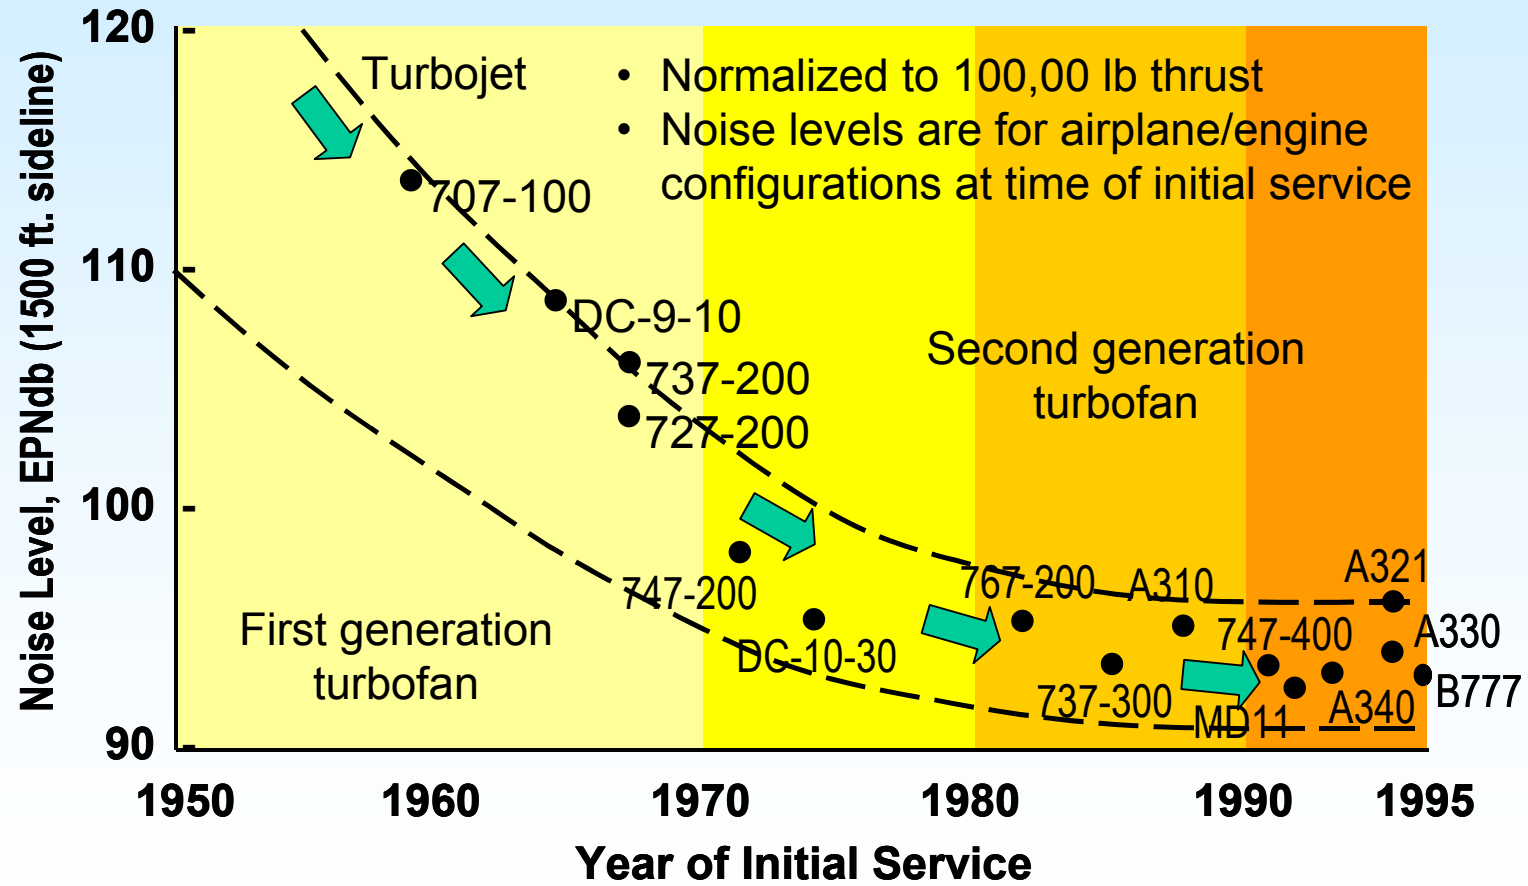 120
Turbojet
• Normalized to 100,00 lb thrust
• Noise levels are for airplane/engine
configurations at time of initial service
707-100
110
DC-9-10
737-200
727-200
Second generation
turbofan
100
747-200
767-200
A310
A321
First generation
turbofan
DC-10-30
747-400
A330
737-300
MD11
A340
B777
90
Noise Level, EPNdb (1500 ft. sideline)
1950 1960 1970 1980 1990 1995
Year of Initial Service